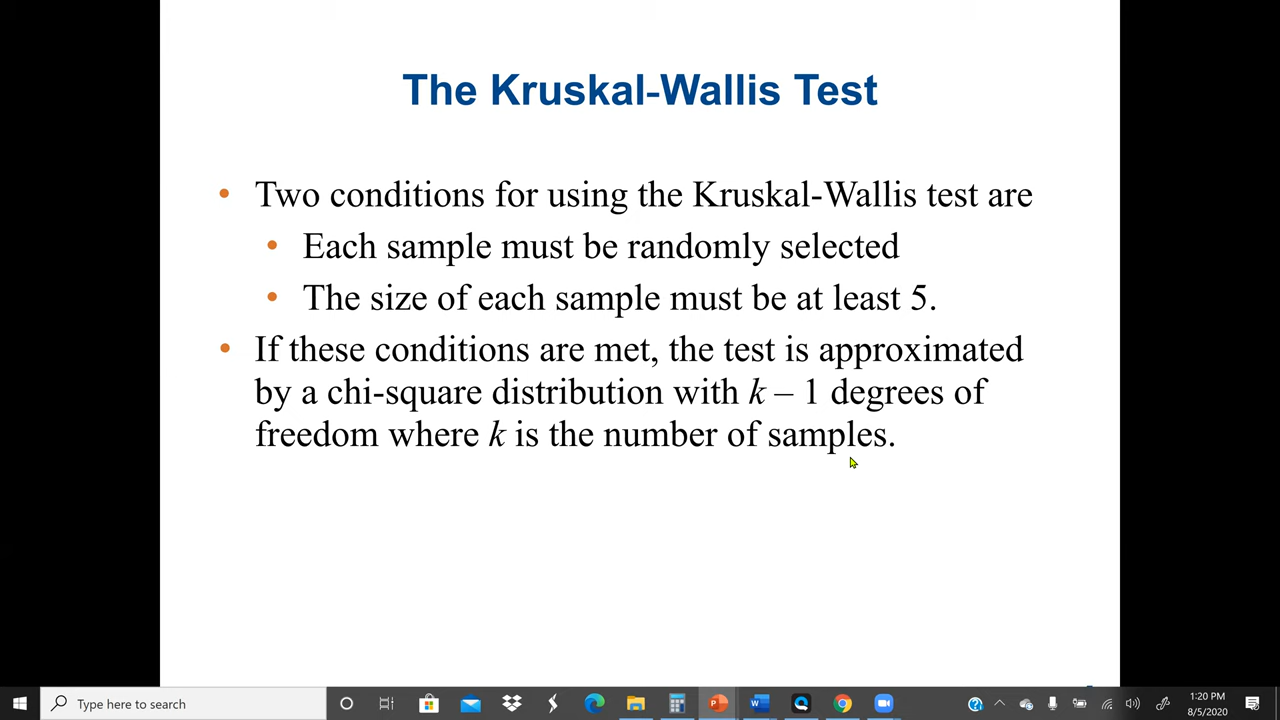 The Kruskal-Wallis Test
• Two conditions for using the Kruskal-Wallis test are
• Each sample must be randomly selected
• The size of each sample must be at least 5.
• If these conditions are met, the test is approximated
by a chi-square distribution with k – 1 degrees of
freedom where k is the number of samples.
Type here to search
1:20 PM
8/5/2020